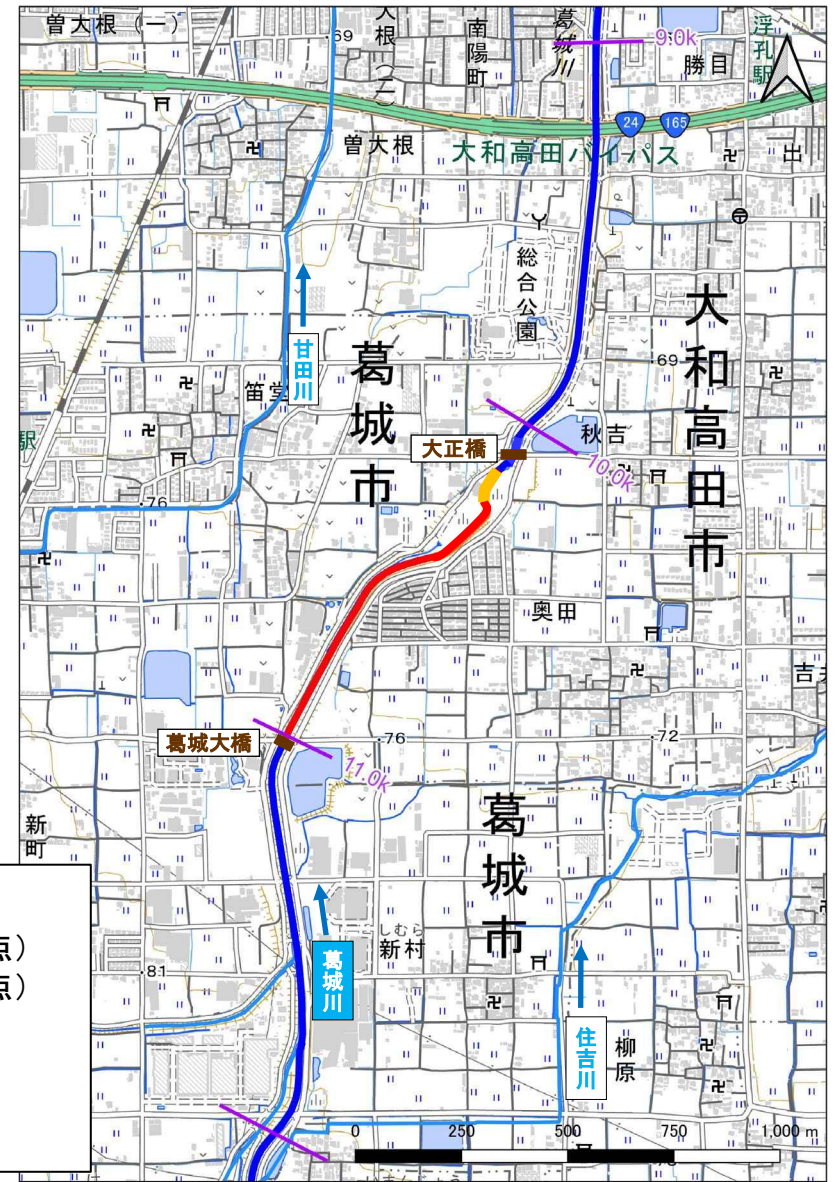 曽大根（一）
.69
大根（二）
南陽町
葛城川
9.0k
勝目
浮孔駅
24
165
曽大根
大和高田バイパス
出
総合公園
甘田川
葛城市
大和高田市
.69
笛堂
駅
大正橋
秋吉
10.0k
.76
奥田
吉井
葛城大橋
.76
.72
11.0k
新町
葛城市
点）
点）
しむら
新村
.81
葛城川
住吉川
柳原
0
250
500
750
1,000 m